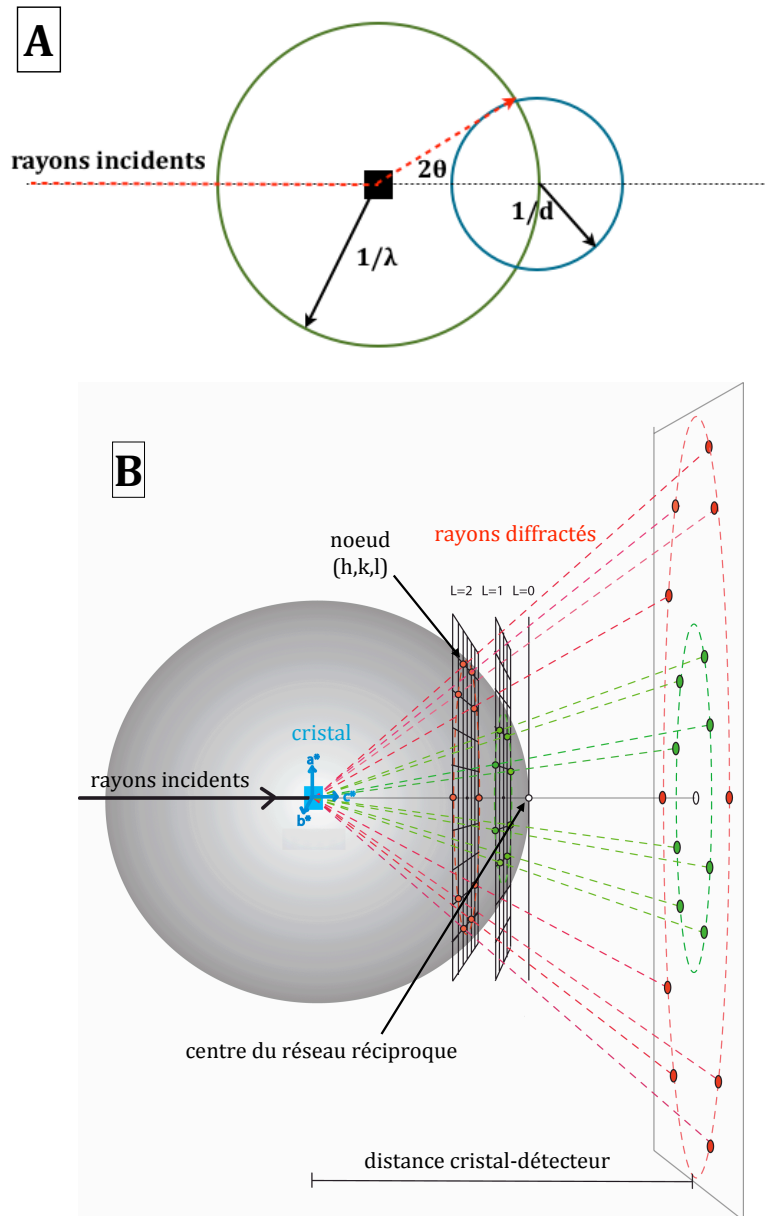 A
rayons incidents
2θ
1/d
1/λ
B
noeud
(h,k,l)
rayons diffractés
L=2
L=1
L=0
cristal
a*
rayons incidents
c*
b*
centre du réseau réciproque
distance cristal-détecteur